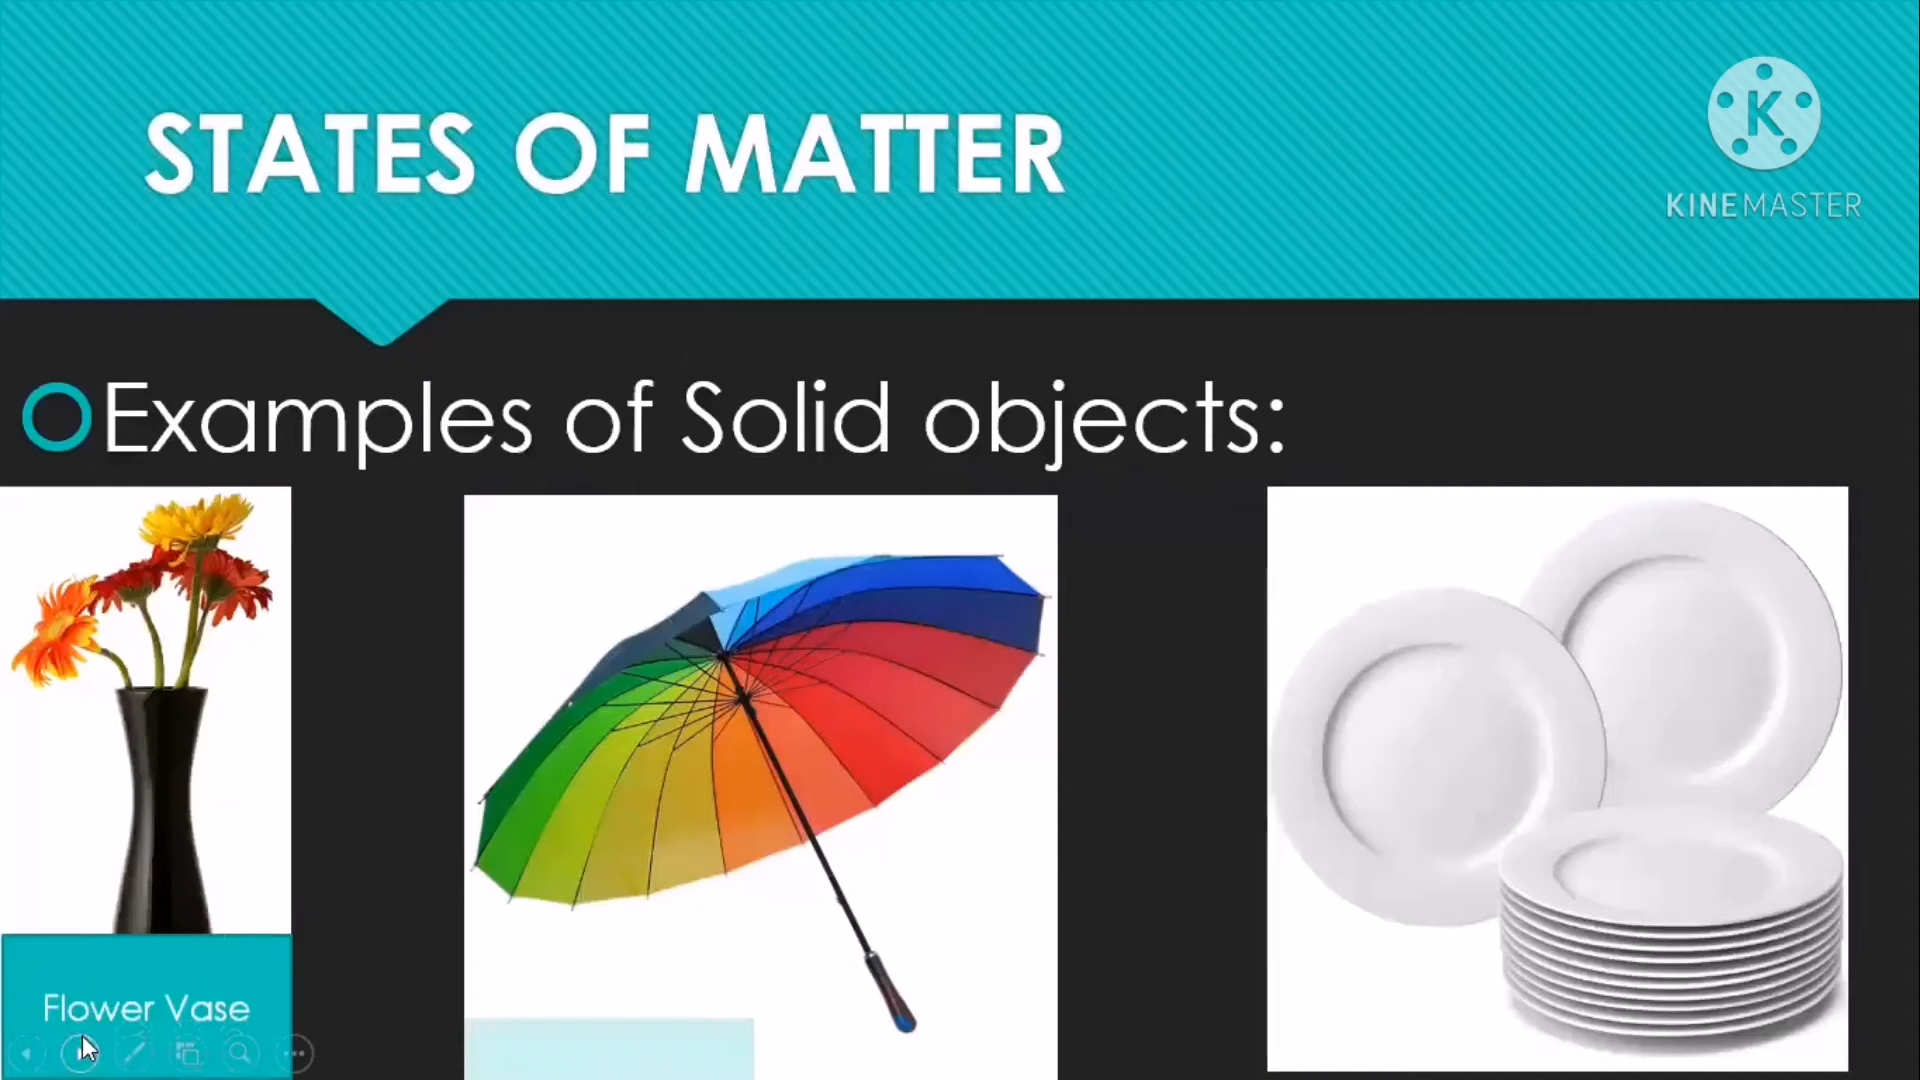 STATES OF MATTER
K
KINEMASTER
Examples of Solid objects:
Flower Vase